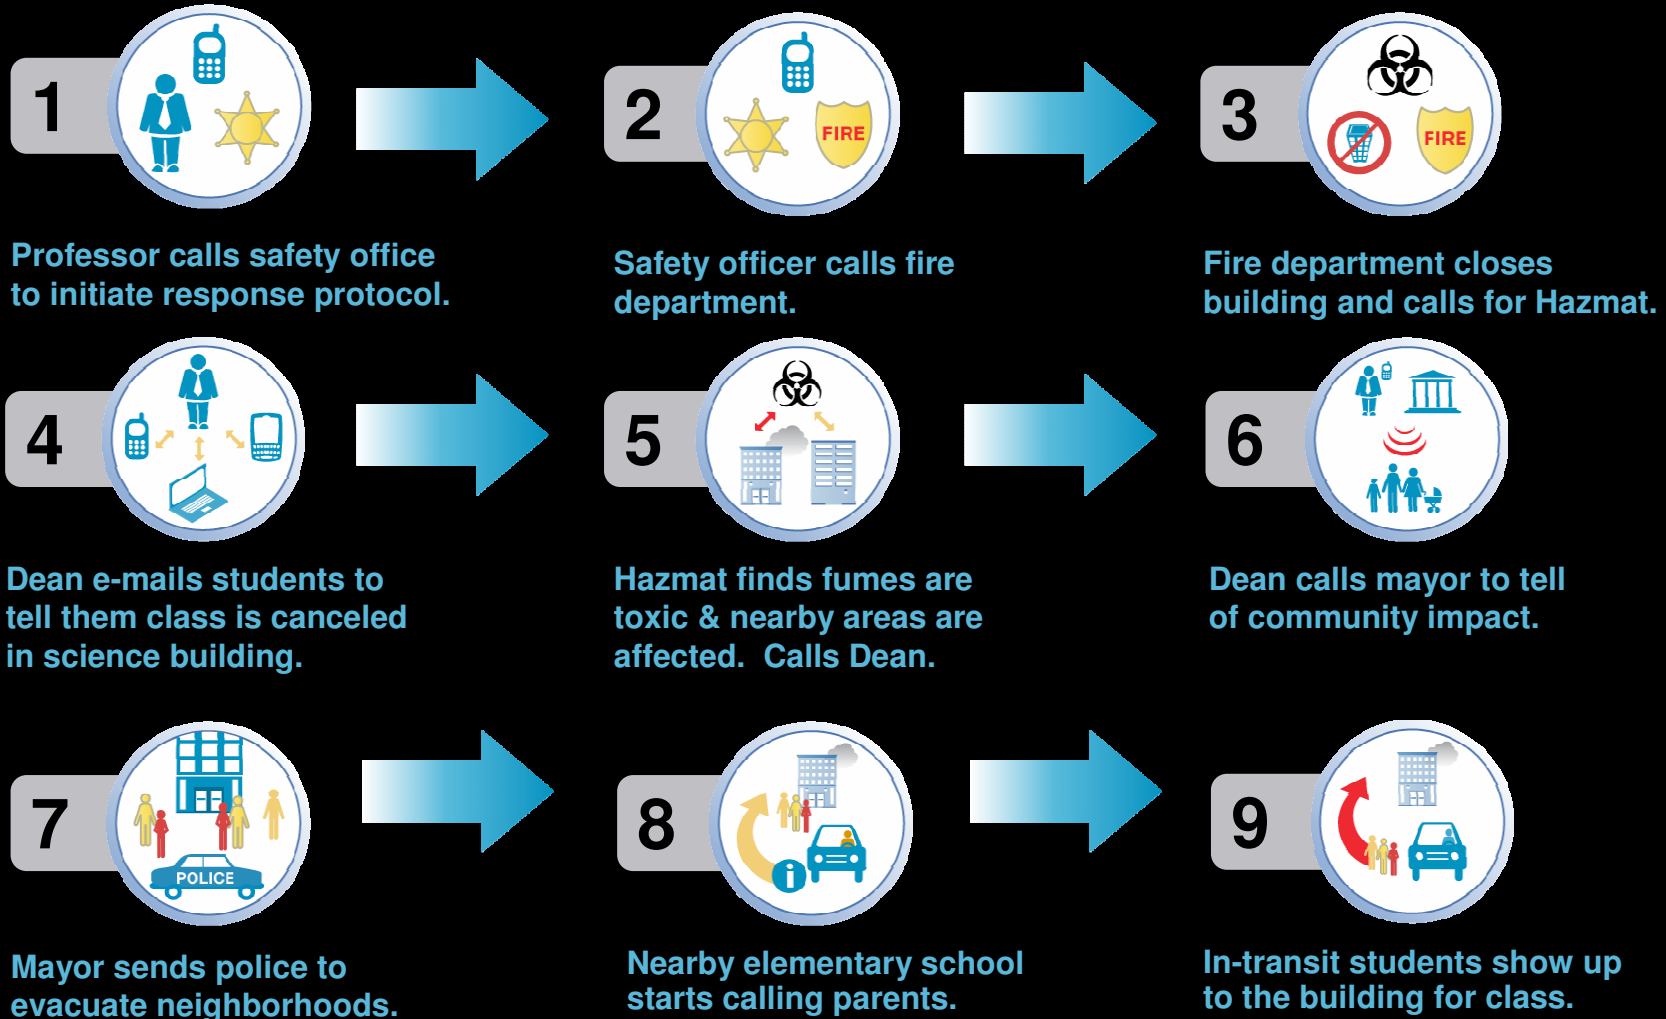 1
2
FIRE
3
FIRE
Professor calls safety office
to initiate response protocol.
Safety officer calls fire
department.
Fire department closes
building and calls for Hazmat.
4
5
6
Dean e-mails students to
tell them class is canceled
in science building.
Hazmat finds fumes are
toxic & nearby areas are
affected.  Calls Dean.
Dean calls mayor to tell
of community impact.
7
POLICE
8
i
9
Mayor sends police to
evacuate neighborhoods.
Nearby elementary school
starts calling parents.
In-transit students show up
to the building for class.